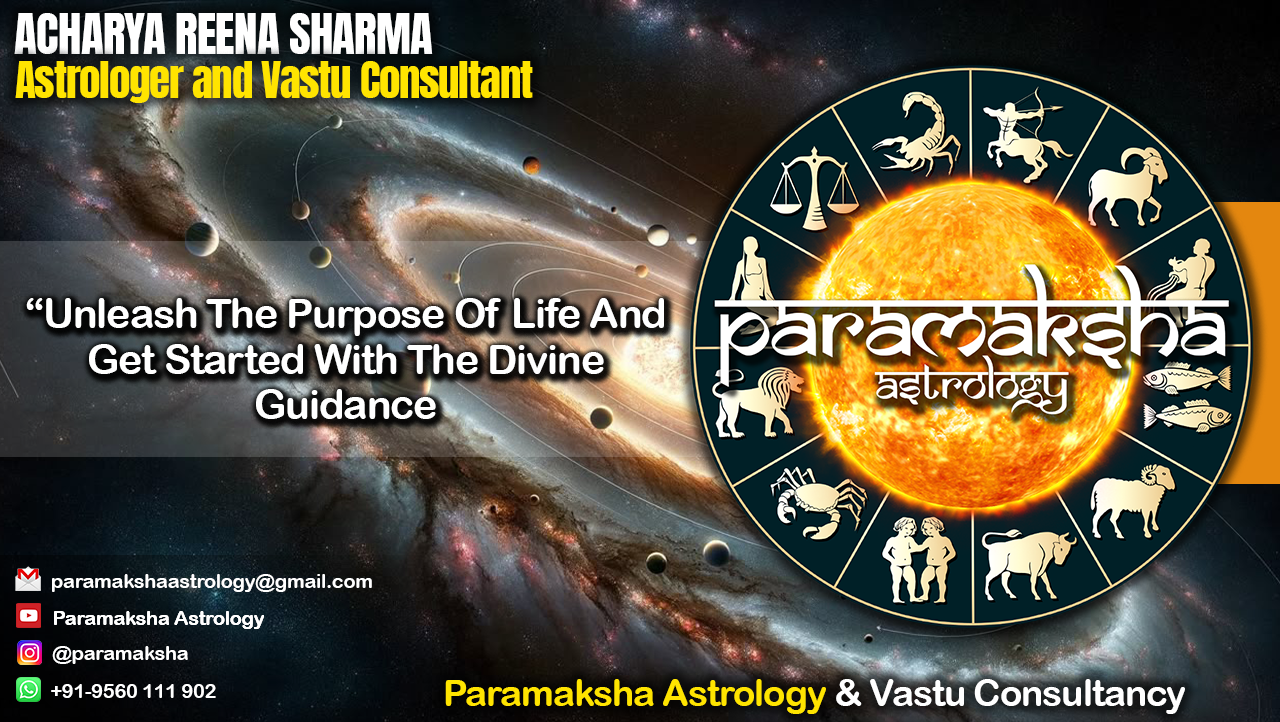 ACHARYA REENA SHARMA
Astrologer and Vastu Consultant
“Unleash The Purpose Of Life And
Get Started With The Divine
Guidance
paramaksha
astrology
paramakshaastrology@gmail.com
Paramaksha Astrology
@paramaksha
+91-9560 111 902
Paramaksha Astrology & Vastu Consultancy